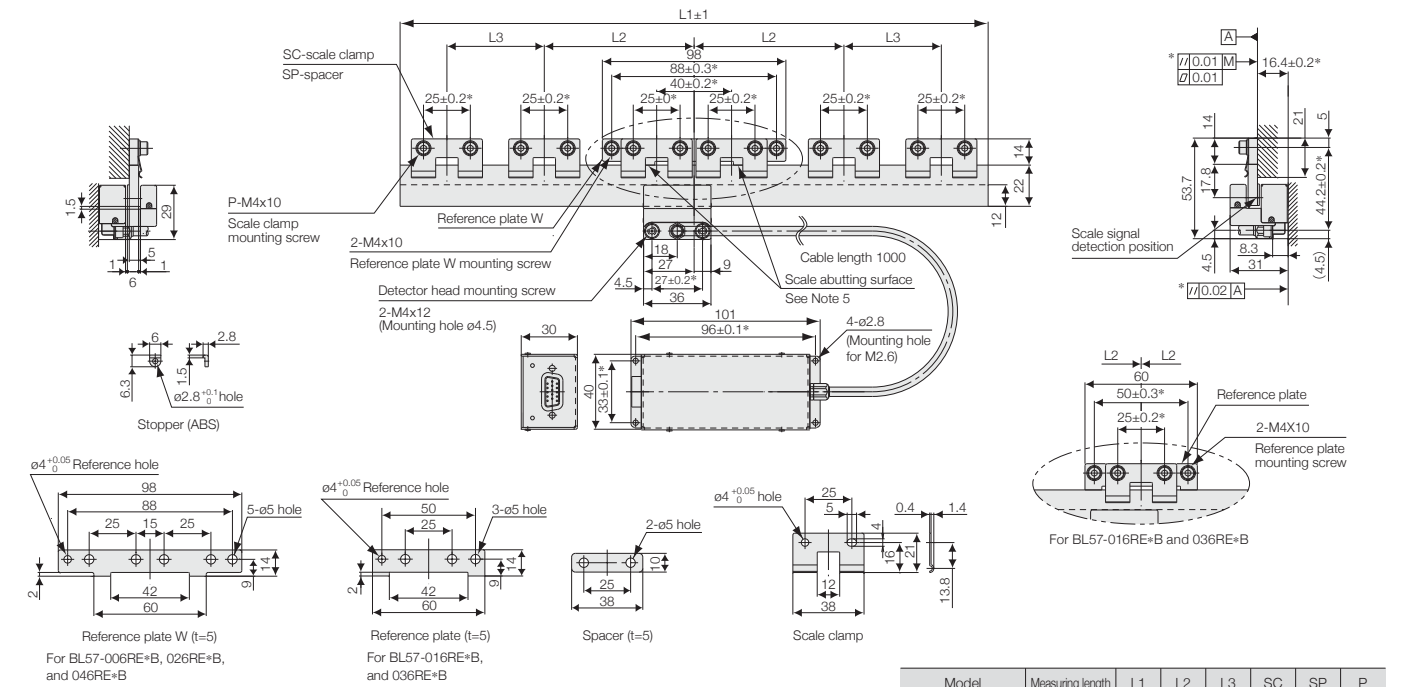 L1±1
L3
L2
L2
L3
98
88±0.3*
40±0.2*
25±0.2*
25±0.2*
25±0*
25±0.2*
25±0.2*
25±0.2*
SC-scale clamp
SP-spacer
14
22
12
P-M4x10
Scale clamp
mounting screw
Reference plate W
2-M4x10
Reference plate W mounting screw
Detector head mounting screw
2-M4x12
(Mounting hole ø4.5)
18
27
9
4.5
27±0.2*
36
Cable length 1000
Scale abutting surface
See Note 5
1.5
29
5
1
1
6
A
* // 0.01 M
⏥ 0.01
16.4±0.2*
21
5
14
17.8
53.7
44.2±0.2*
Scale signal
detection position
4.5
8.3
31
(4.5)
* // 0.02 A
6
2.8
6.3
1.5
ø2.8 +0.1 0 hole
Stopper (ABS)
30
101
96±0.1*
40
33±0.1*
4-ø2.8
(Mounting hole
for M2.6)
L2
L2
60
50±0.3*
25±0.2*
Reference plate
2-M4X10
Reference plate
mounting screw
For BL57-016RE*B and 036RE*B
ø4 +0.05 0 Reference hole
98
88
25
15
25
5-ø5 hole
14
9
2
42
60
Reference plate W (t=5)
For BL57-006RE*B, 026RE*B,
and 046RE*B
ø4 +0.05 0 Reference hole
50
25
3-ø5 hole
14
9
2
42
60
Reference plate (t=5)
For BL57-016RE*B,
and 036RE*B
2-ø5 hole
10
25
38
Spacer (t=5)
ø4 +0.05 0 hole
25
5
4
16
21
12
38
0.4
1.4
13.8
Scale clamp
Model Measuring length L1 L2 L3 SC SP P